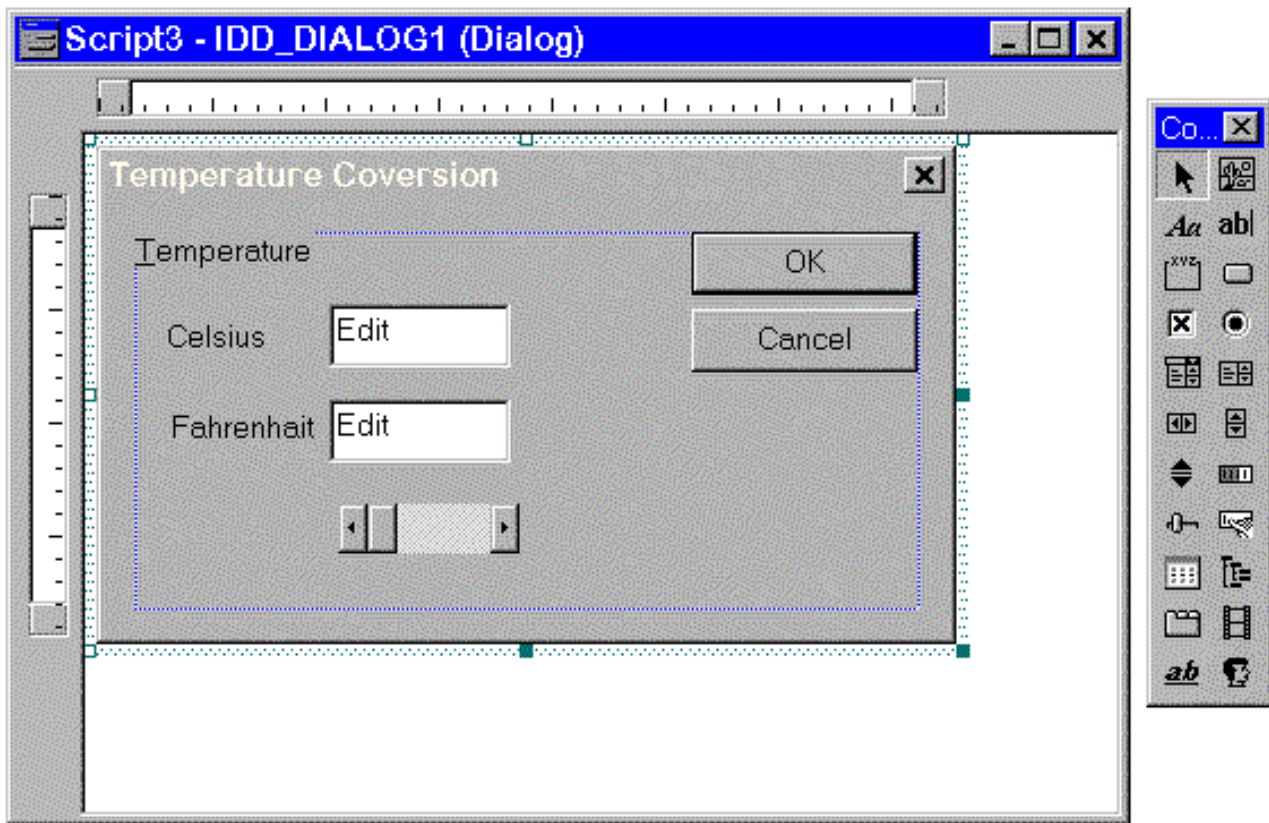 Script3 - IDD_DIALOG1 (Dialog)
Co...
Temperature Coversion
Temperature
OK
Celsius
Edit
Cancel
Fahrenhait
Edit
Aa
ab
xyz
ab